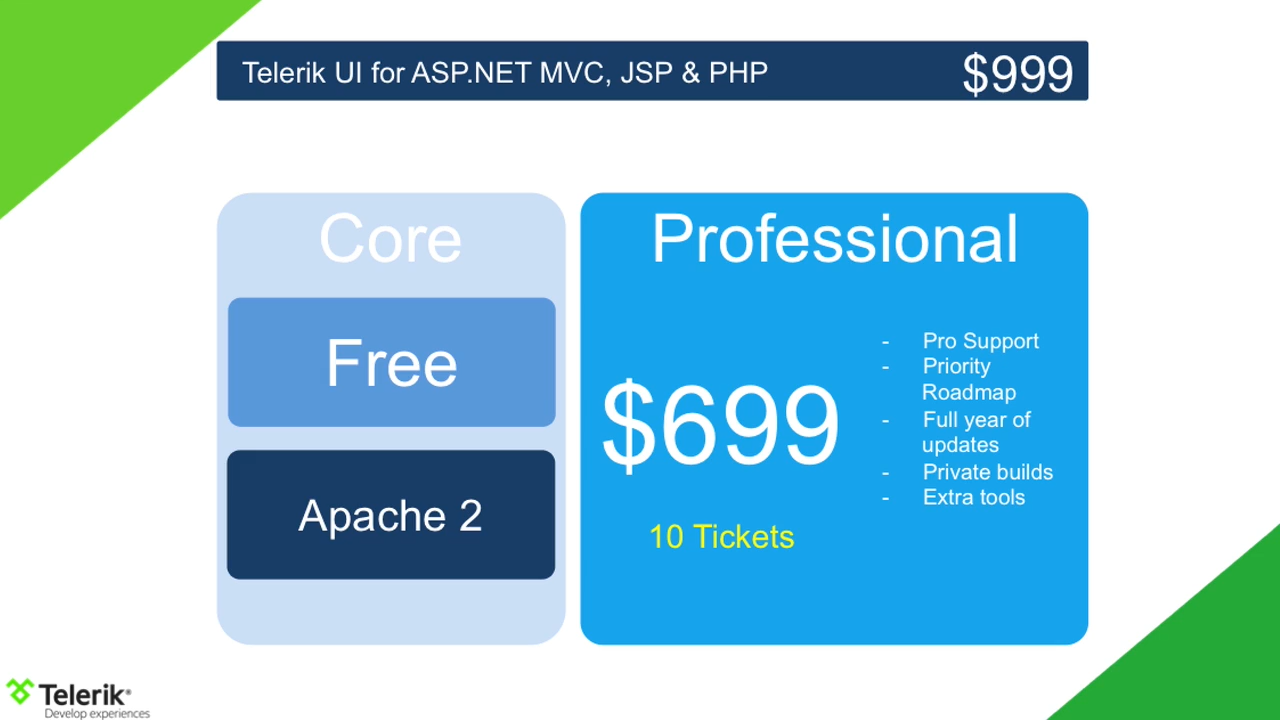 Telerik UI for ASP.NET MVC, JSP & PHP $999
Core
Free
Apache 2
Professional
$699
10 Tickets
- Pro Support
- Priority
Roadmap
- Full year of
updates
- Private builds
- Extra tools
Telerik®
Develop experiences